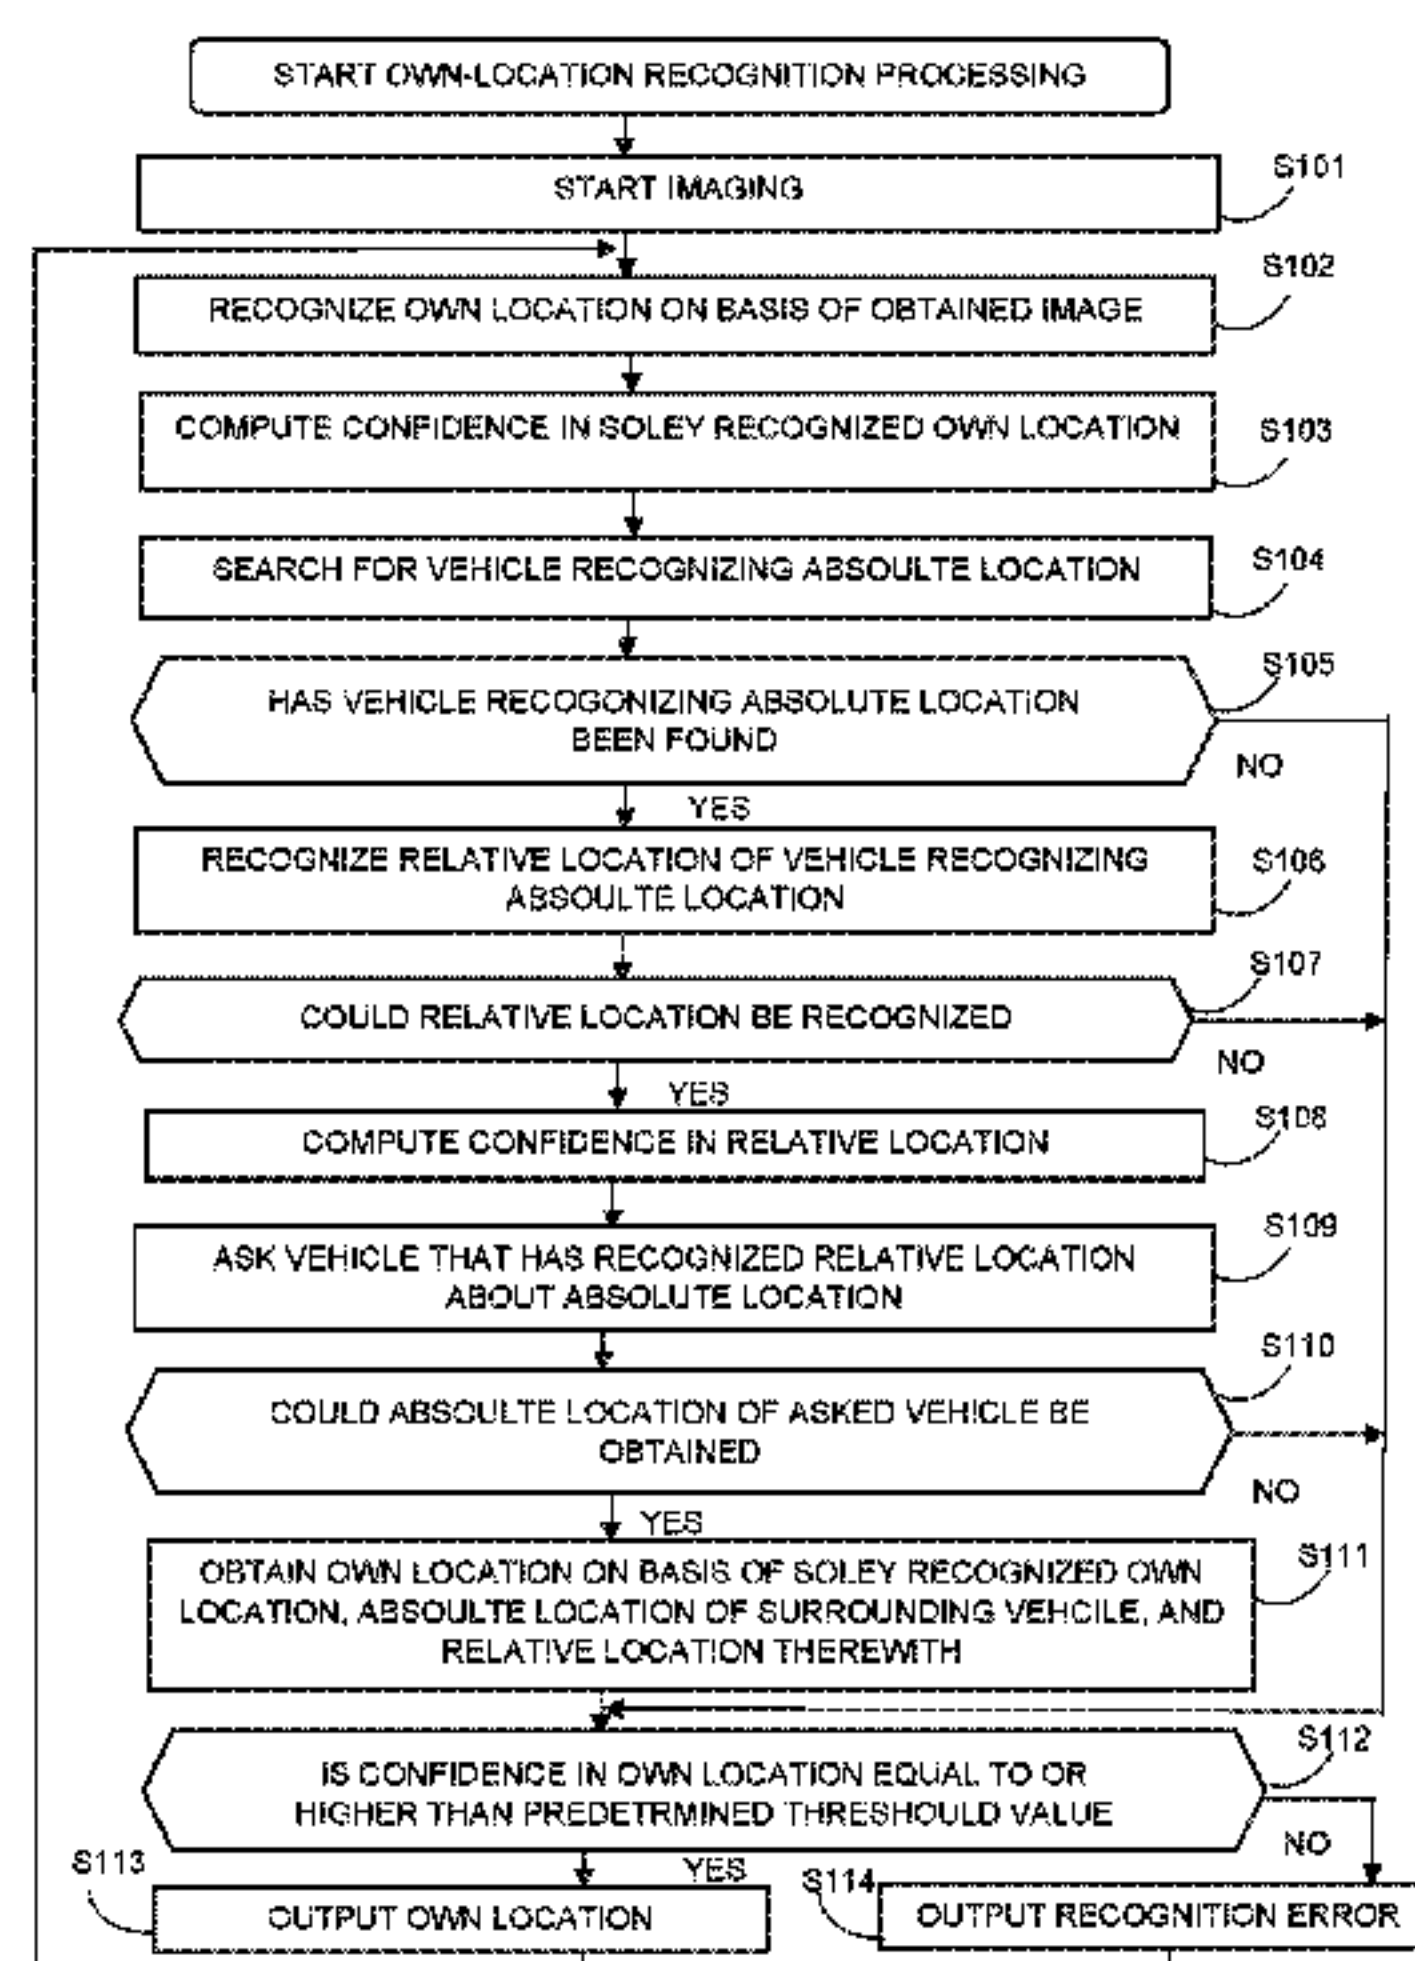 START OWN-LOCATION RECOGNITION PROCESSING
START IMAGING
S101
RECOGNIZE OWN LOCATION ON BASIS OF OBTAINED IMAGE
S102
COMPUTE CONFIDENCE IN SOLEY RECOGNIZED OWN LOCATION
S103
SEARCH FOR VEHICLE RECOGNIZING ABSOULTE LOCATION
S104
HAS VEHICLE RECOGONIZING ABSOLUTE LOCATION
BEEN FOUND
S105
NO
YES
RECOGNIZE RELATIVE LOCATION OF VEHICLE RECOGNIZING
ABSOULTE LOCATION
S106
COULD RELATIVE LOCATION BE RECOGNIZED
S107
NO
YES
COMPUTE CONFIDENCE IN RELATIVE LOCATION
S108
ASK VEHICLE THAT HAS RECOGNIZED RELATIVE LOCATION
ABOUT ABSOLUTE LOCATION
S109
COULD ABSOULTE LOCATION OF ASKED VEHICLE BE
OBTAINED
S110
NO
YES
OBTAIN OWN LOCATION ON BASIS OF SOLEY RECOGNIZED OWN
LOCATION, ABSOULTE LOCATION OF SURROUNDING VEHCILE, AND
RELATIVE LOCATION THEREWITH
S111
IS CONFIDENCE IN OWN LOCATION EQUAL TO OR
HIGHER THAN PREDETRMINED THRESHOULD VALUE
S112
NO
YES
S113
OUTPUT OWN LOCATION
S114
OUTPUT RECOGNITION ERROR